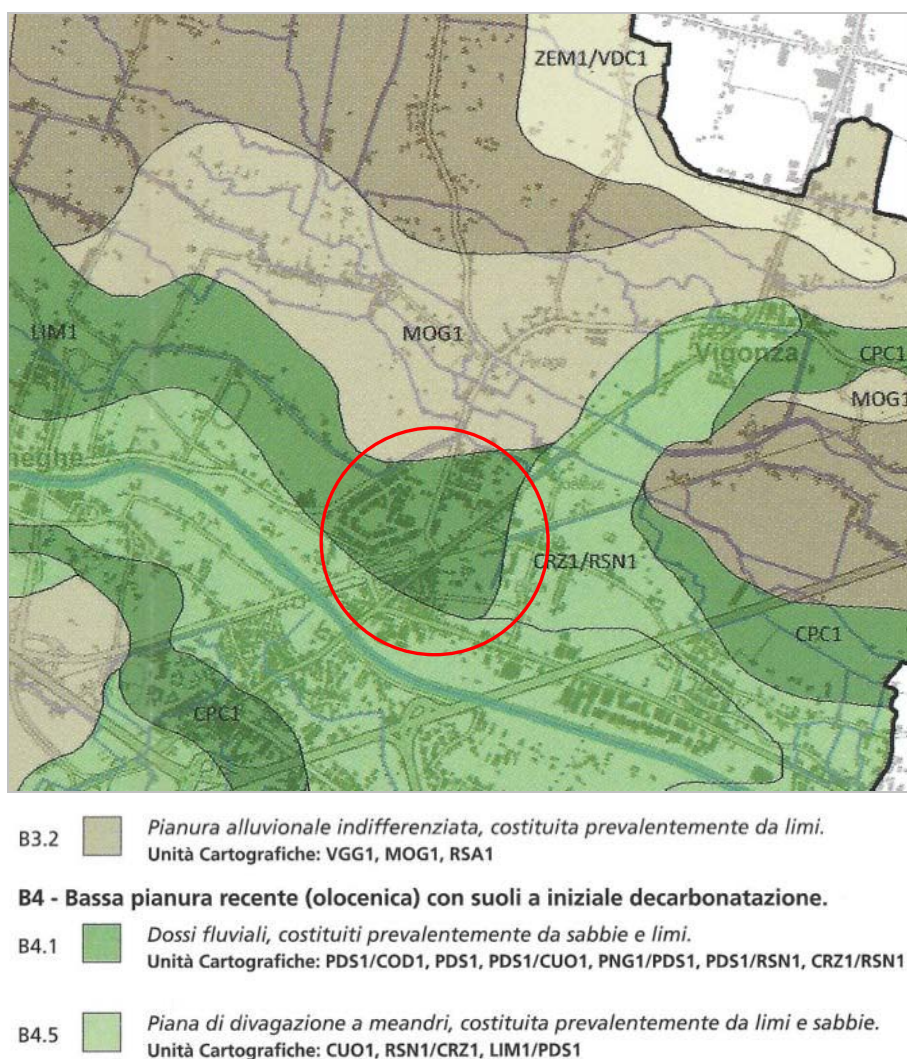 ZEM1/VDC1
LIM1
MOG1
Peraga
Vigonza
CPC1
MOG1
neghe
CRZ1/RSN1
CPC1
CPC1
B3.2 Pianura alluvionale indifferenziata, costituita prevalentemente da limi.
Unità Cartografiche: VGG1, MOG1, RSA1
B4 - Bassa pianura recente (olocenica) con suoli a iniziale decarbonatazione.
B4.1 Dossi fluviali, costituiti prevalentemente da sabbie e limi.
Unità Cartografiche: PDS1/COD1, PDS1, PDS1/CUO1, PNG1/PDS1, PDS1/RSN1, CRZ1/RSN1
B4.5 Piana di divagazione a meandri, costituita prevalentemente da limi e sabbie.
Unità Cartografiche: CUO1, RSN1/CRZ1, LIM1/PDS1